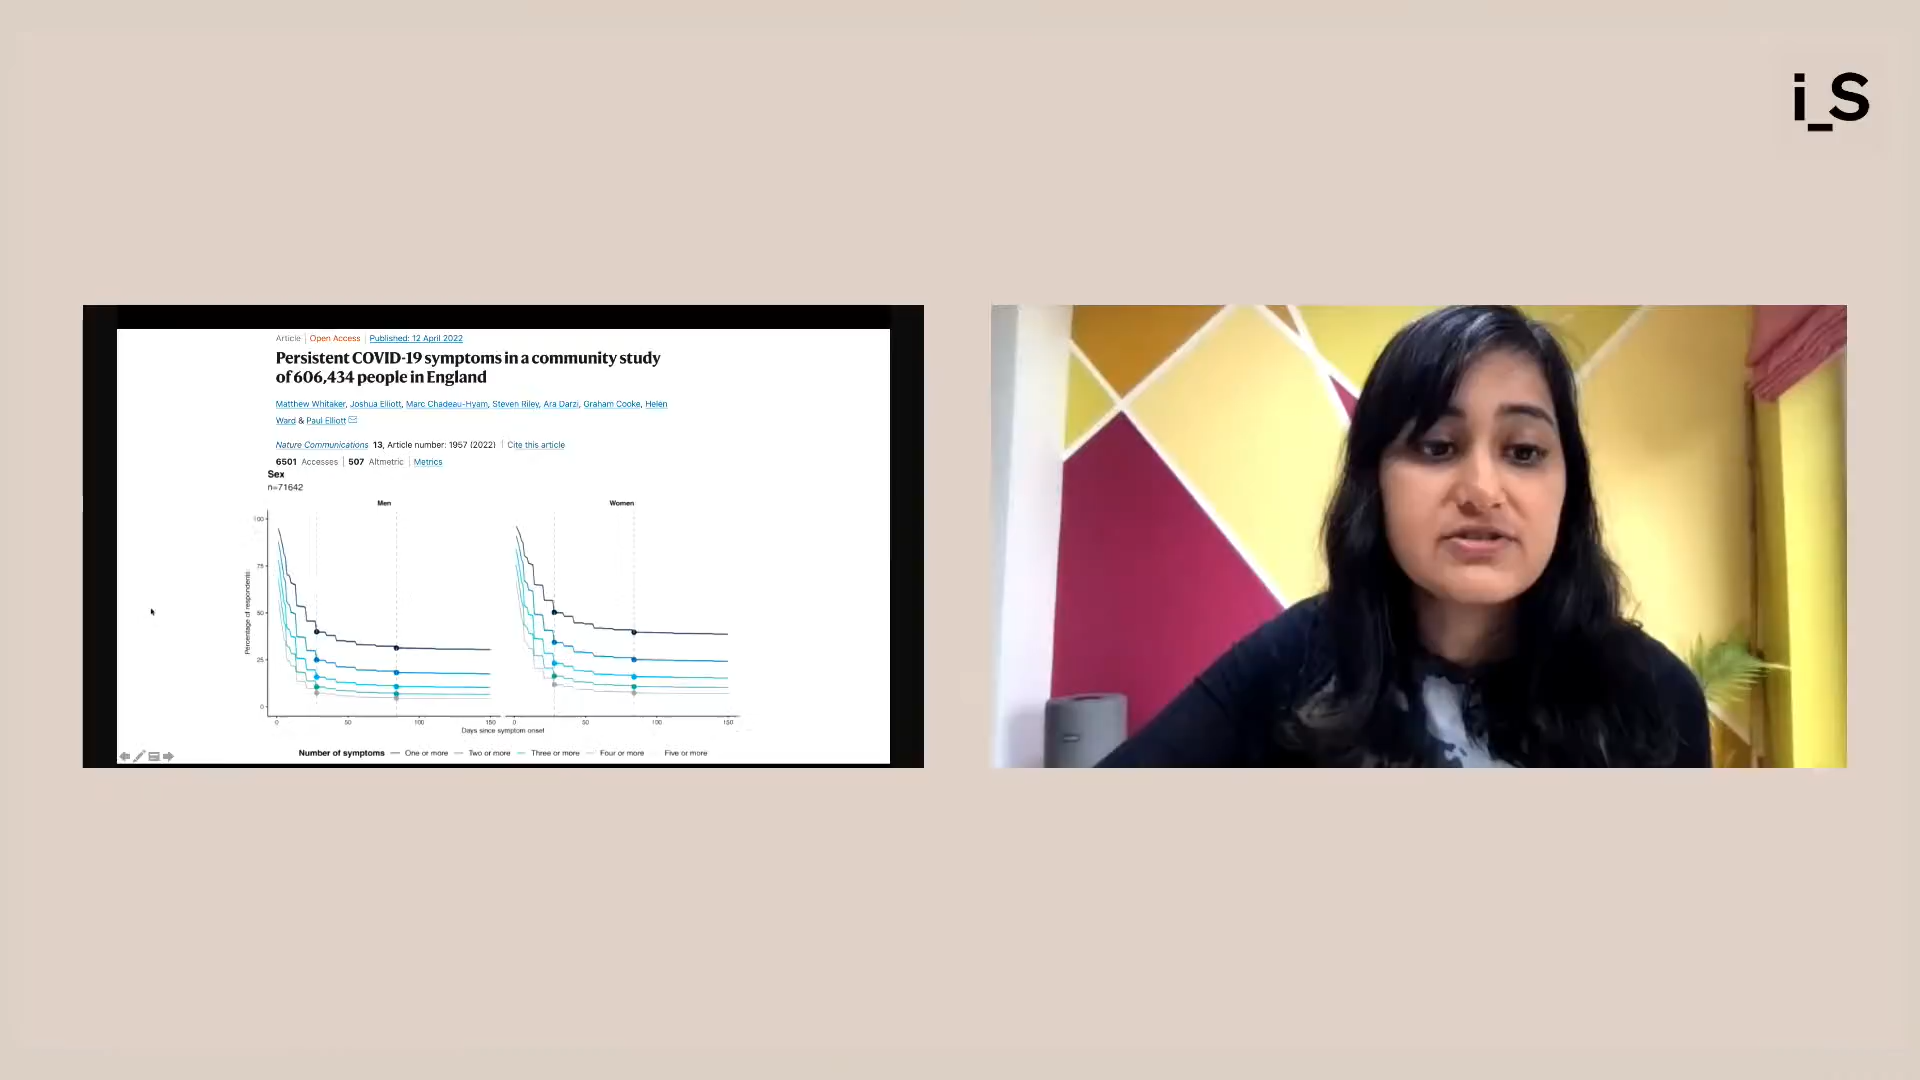 i_S
Article | Open Access | Published: 12 April 2022
Persistent COVID-19 symptoms in a community study
of 606,434 people in England
Matthew Whitaker, Joshua Elliott, Marc Chadeau-Hyam, Steven Riley, Ara Darzi, Graham Cooke, Helen
Ward & Paul Elliott
Nature Communications 13, Article number: 1957 (2022) | Cite this article
6501 Accesses | 507 Altmetric | Metrics
Sex
n=71642
Men Women
Percentage of respondents
100
75
50
25
0
0 50 100 150 0 50 100 150
Days since symptom onset
Number of symptoms One or more Two or more Three or more Four or more Five or more